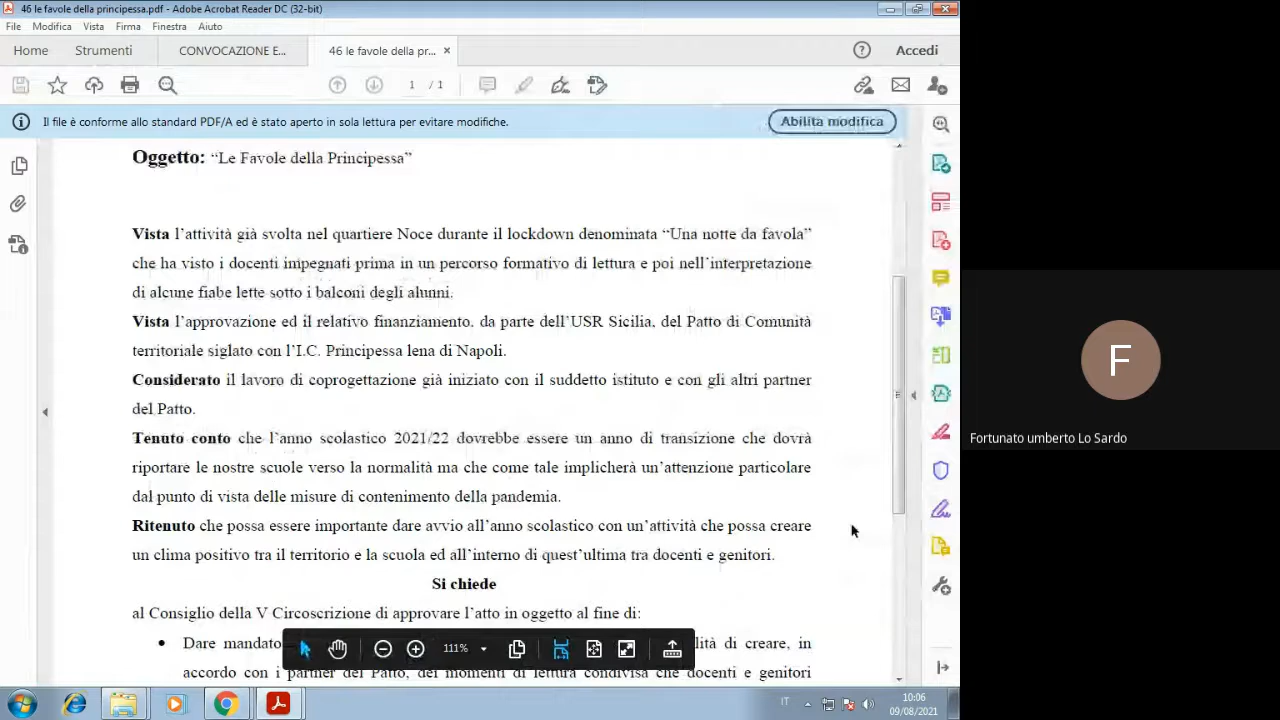 46 le favole della principessa.pdf - Adobe Acrobat Reader DC (32-bit)
File Modifica Vista Firma Finestra Aiuto
Home Strumenti CONVOCAZIONE E... 46 le favole della pr... × Accedi
1 / 1
Il file è conforme allo standard PDF/A ed è stato aperto in sola lettura per evitare modifiche. Abilita modifica
Oggetto: “Le Favole della Principessa”
Vista l’attività già svolta nel quartiere Noce durante il lockdown denominata “Una notte da favola”
che ha visto i docenti impegnati prima in un percorso formativo di lettura e poi nell’interpretazione
di alcune fiabe lette sotto i balconi degli alunni.
Vista l’approvazione ed il relativo finanziamento, da parte dell’USR Sicilia, del Patto di Comunità
territoriale siglato con l’I.C. Principessa lena di Napoli.
Considerato il lavoro di coprogettazione già iniziato con il suddetto istituto e con gli altri partner
del Patto.
Tenuto conto che l’anno scolastico 2021/22 dovrebbe essere un anno di transizione che dovrà
riportare le nostre scuole verso la normalità ma che come tale implicherà un’attenzione particolare
dal punto di vista delle misure di contenimento della pandemia.
Ritenuto che possa essere importante dare avvio all’anno scolastico con un’attività che possa creare
un clima positivo tra il territorio e la scuola ed all’interno di quest’ultima tra docenti e genitori.
Si chiede
al Consiglio della V Circoscrizione di approvare l’atto in oggetto al fine di:
• Dare mandato lità di creare, in
accordo con i partner del Patto, dei momenti di lettura condivisa che docenti e genitori
111%
F
Fortunato umberto Lo Sardo
IT 10:06
09/08/2021